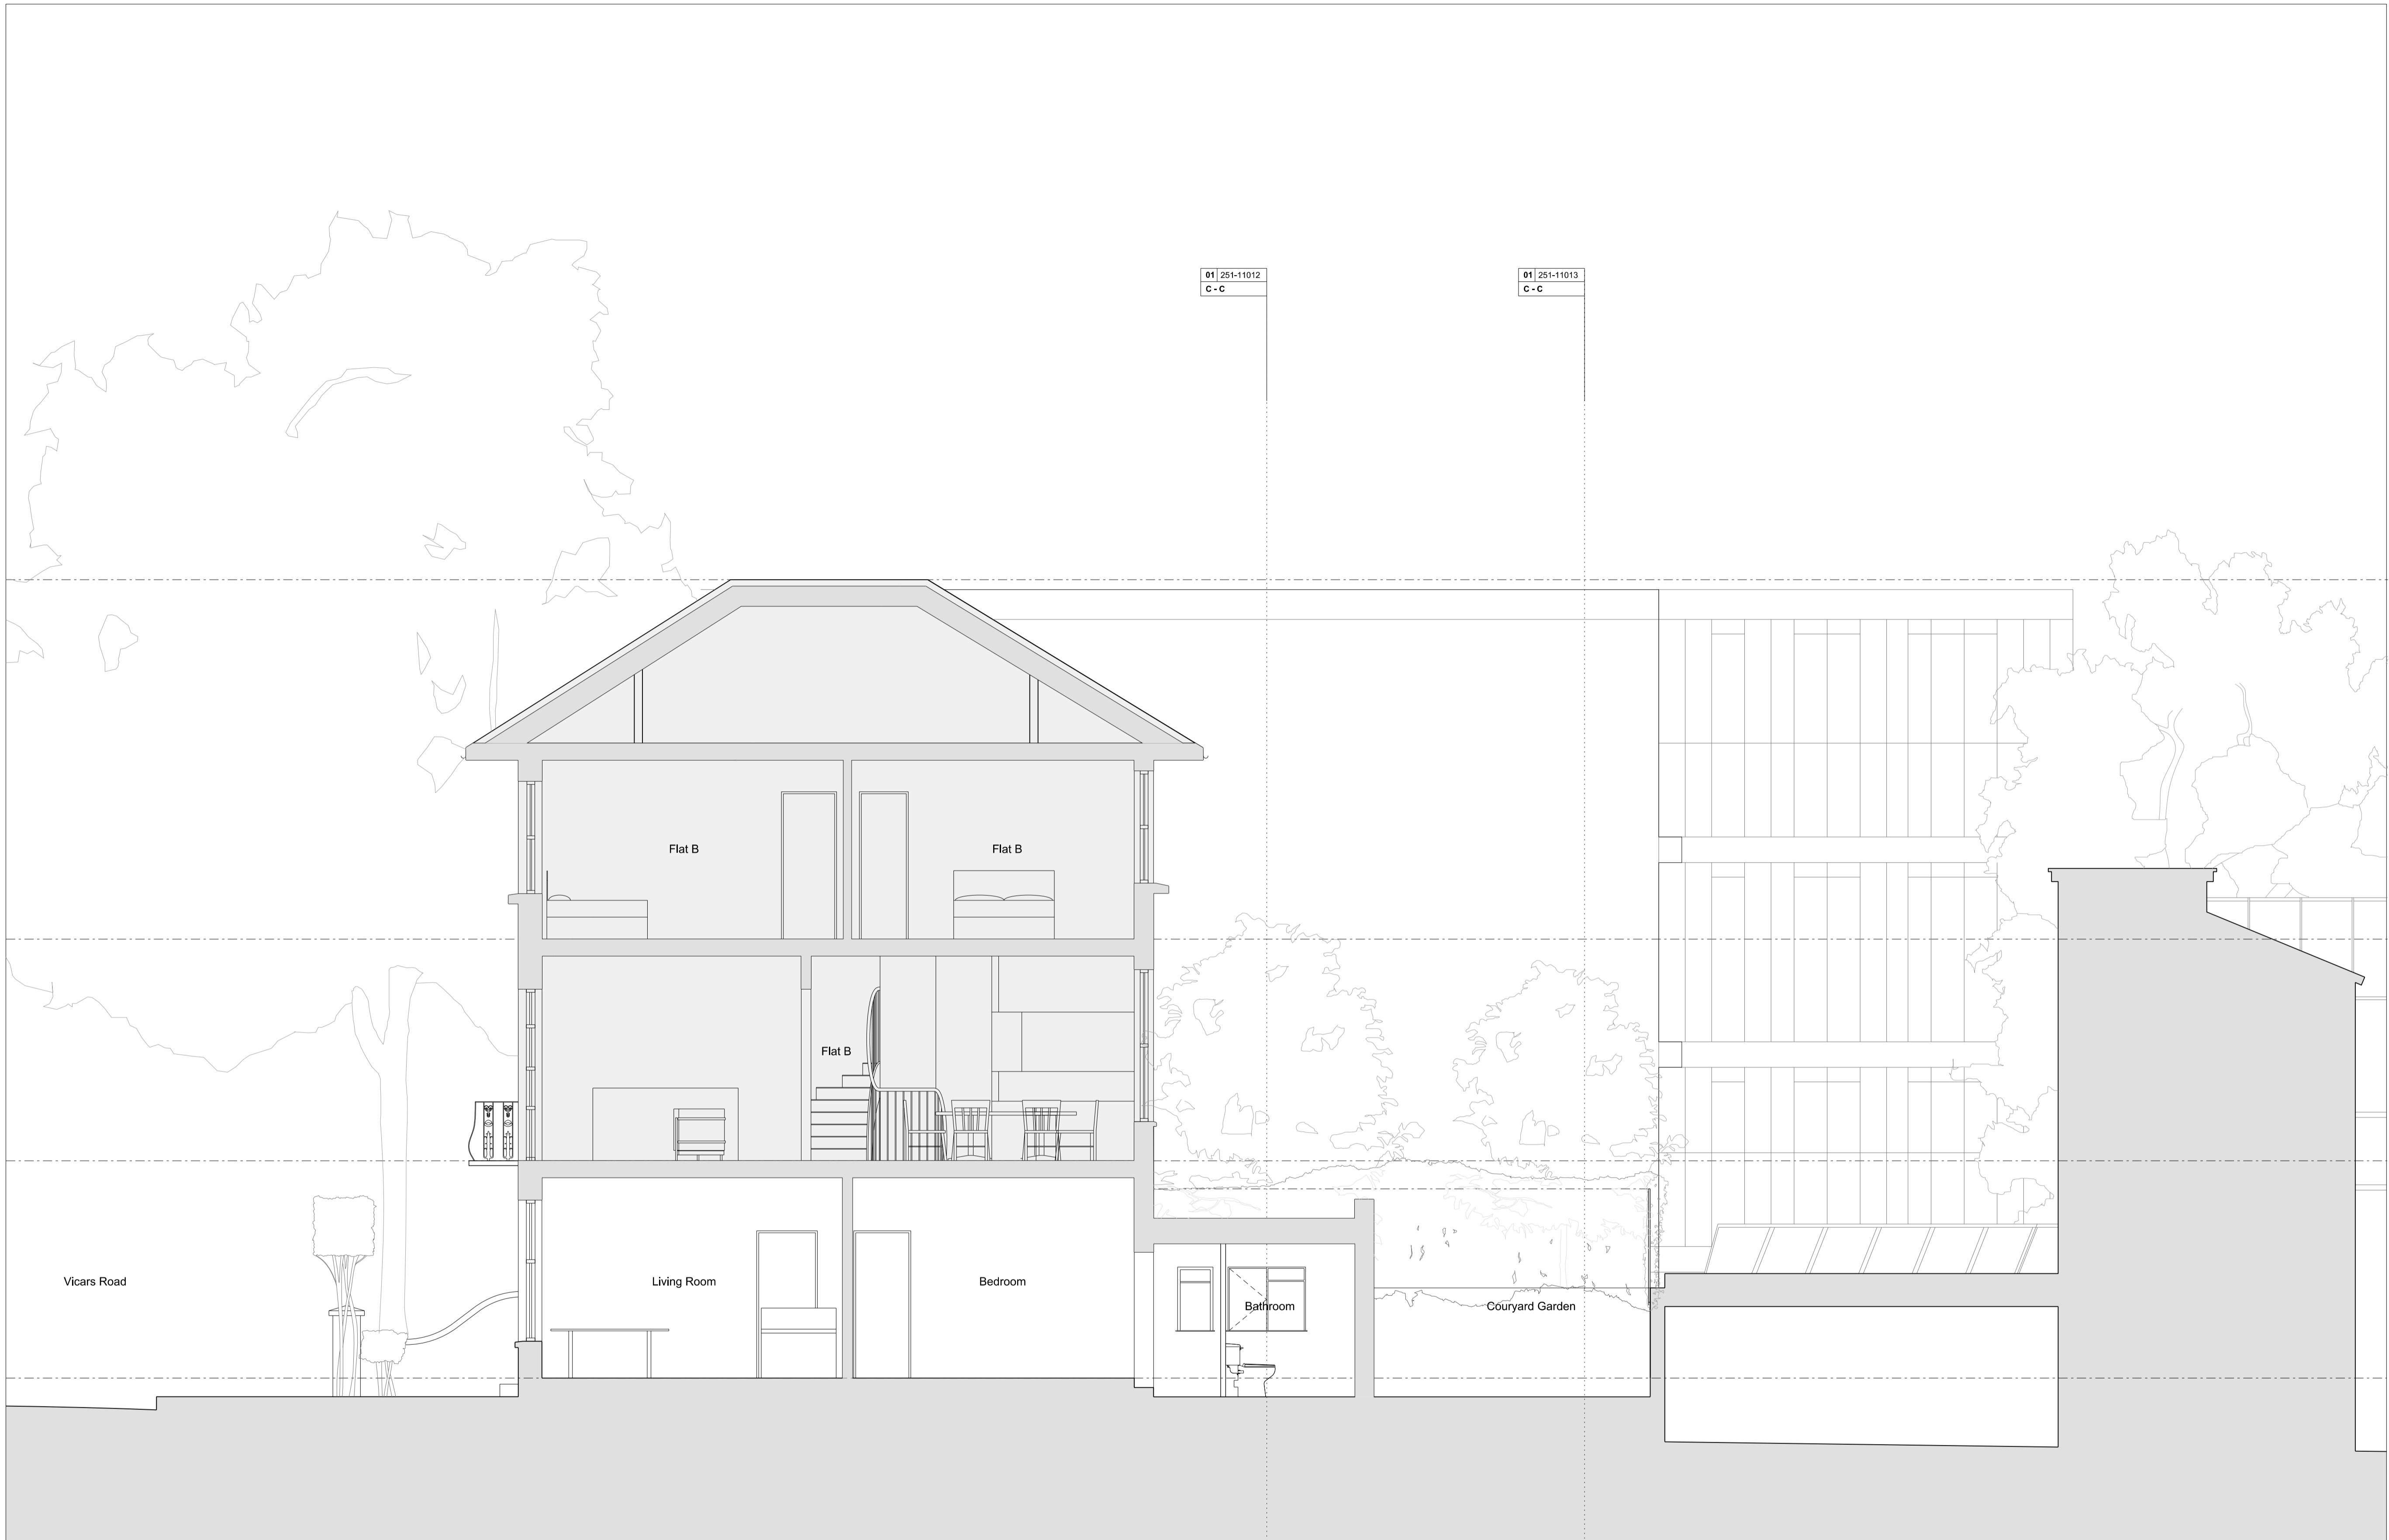 01 251-11012
C - C
01 251-11013
C - C
Flat B
Flat B
Flat B
Vicars Road
Living Room
Bedroom
Bathroom
Couryard Garden